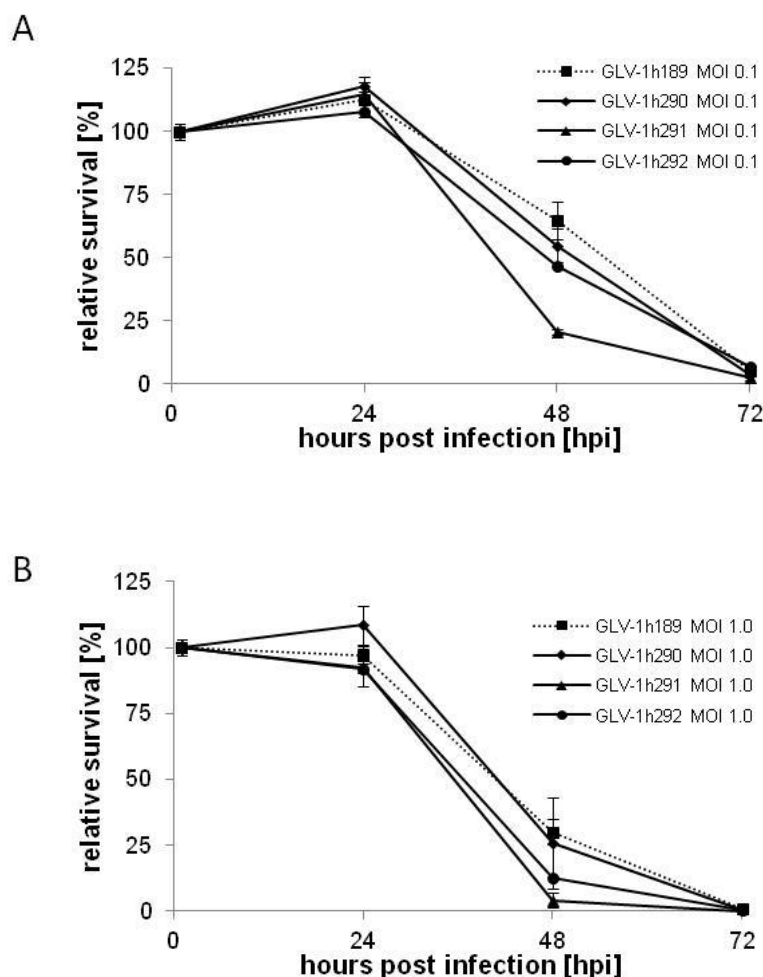 A
125
100
75
50
25
0
relative survival [%]
GLV-1h189 MOI 0.1
GLV-1h290 MOI 0.1
GLV-1h291 MOI 0.1
GLV-1h292 MOI 0.1
0 24 48 72
hours post infection [hpi]
B
125
100
75
50
25
0
relative survival [%]
GLV-1h189 MOI 1.0
GLV-1h290 MOI 1.0
GLV-1h291 MOI 1.0
GLV-1h292 MOI 1.0
0 24 48 72
hours post infection [hpi]